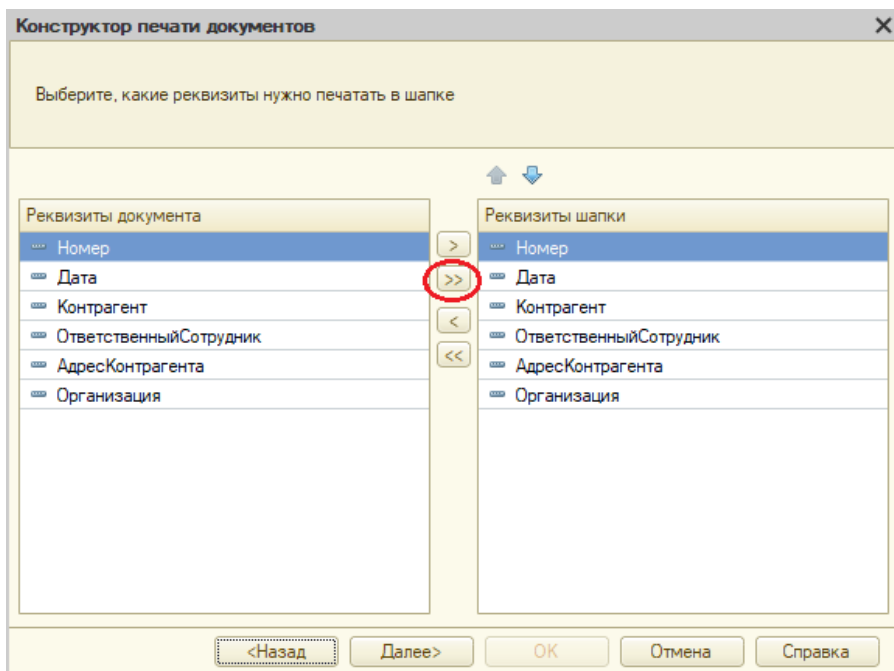 Конструктор печати документов
Выберите, какие реквизиты нужно печатать в шапке
Реквизиты документа
Номер
Дата
Контрагент
ОтветственныйСотрудник
АдресКонтрагента
Организация
>
>>
<
<<
Реквизиты шапки
Номер
Дата
Контрагент
ОтветственныйСотрудник
АдресКонтрагента
Организация
<Назад Далее> ОК Отмена Справка